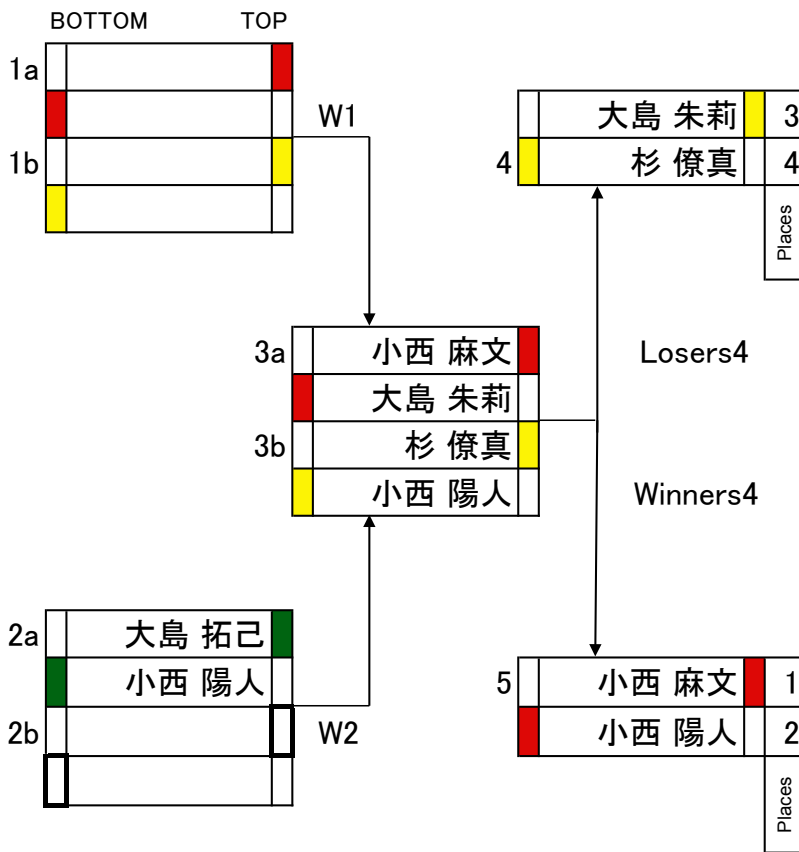 BOTTOM TOP
1a
W1
1b
大島 朱莉 3
4 杉 僚真 4
Places
3a 小西 麻文
大島 朱莉
3b 杉 僚真
小西 陽人
Losers4
Winners4
2a 大島 拓己
小西 陽人
2b W2
5 小西 麻文 1
小西 陽人 2
Places